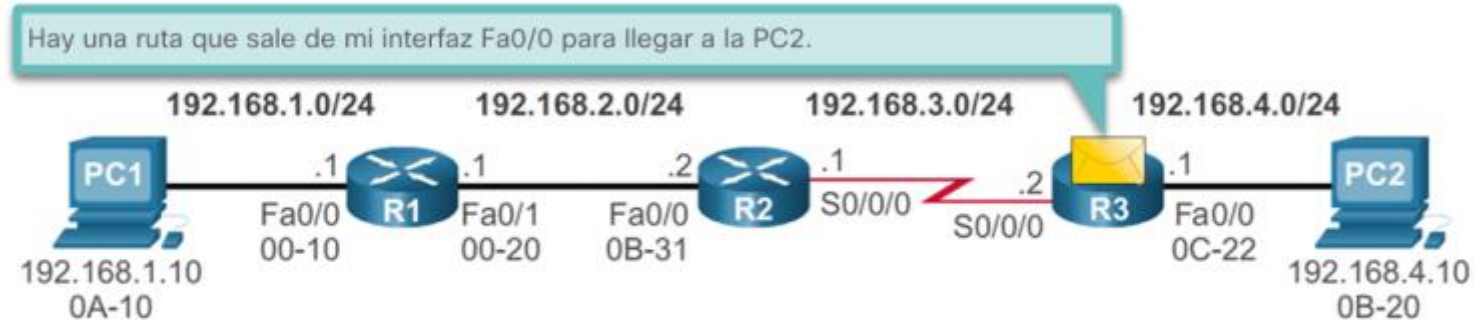 Hay una ruta que sale de mi interfaz Fa0/0 para llegar a la PC2.
192.168.1.0/24 192.168.2.0/24 192.168.3.0/24 192.168.4.0/24
PC1 .1 R1 .1 .2 R2 .1 .2 R3 .1 PC2
Fa0/0 Fa0/1 Fa0/0 S0/0/0 S0/0/0 Fa0/0
00-10 00-20 0B-31 0C-22
192.168.1.10 192.168.4.10
0A-10 0B-20